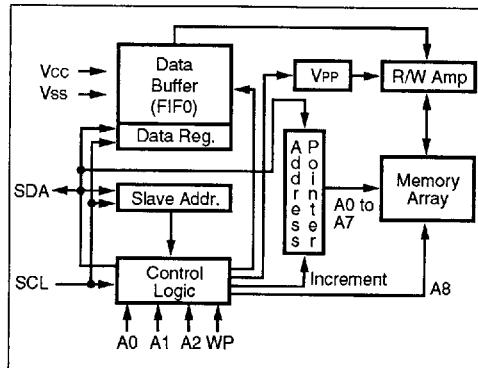 Vcc
Vss
Data
Buffer
(FIF0)
Data Reg.
VPP
R/W Amp
Address
Pointer
A0 to
A7
Memory
Array
SDA
Slave Addr.
SCL
Control
Logic
Increment
A8
A0 A1 A2 WP